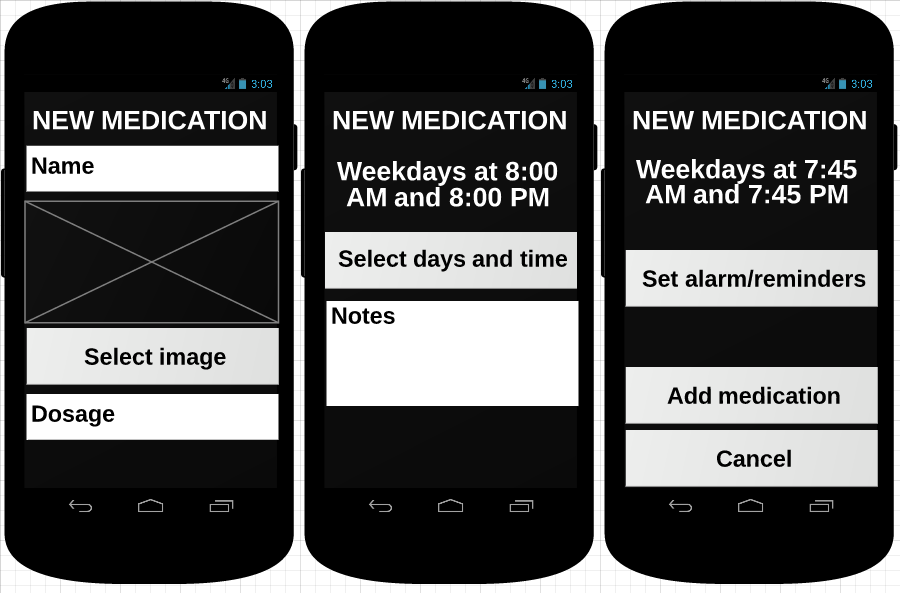 4G 3:03
NEW MEDICATION
Name
Select image
Dosage
4G 3:03
NEW MEDICATION
Weekdays at 8:00
AM and 8:00 PM
Select days and time
Notes
4G 3:03
NEW MEDICATION
Weekdays at 7:45
AM and 7:45 PM
Set alarm/reminders
Add medication
Cancel